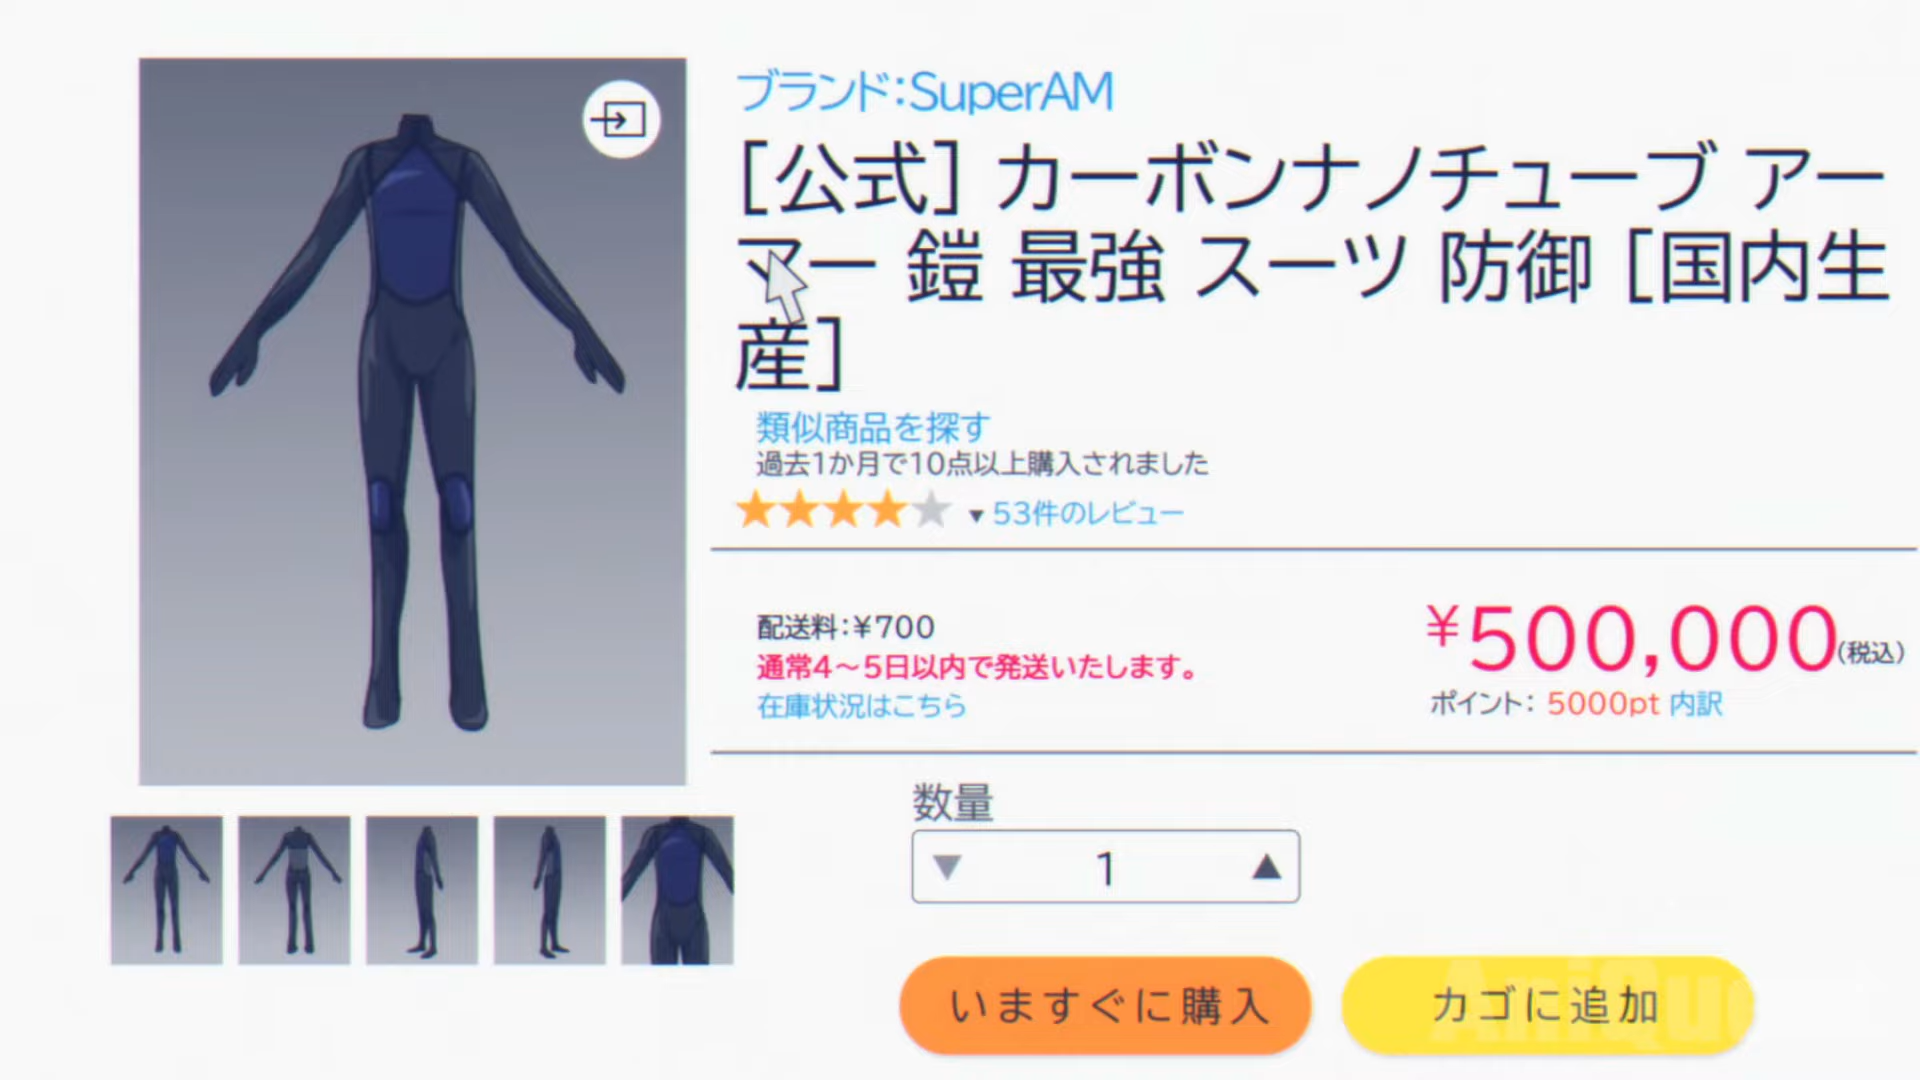 ブランド:SuperAM
[公式] カーボンナノチューブ アー
マー 鎧 最強 スーツ 防御 [国内生
産]
類似商品を探す
過去1か月で10点以上購入されました
▼ 53件のレビュー
配送料:¥700
通常4～5日以内で発送いたします。
在庫状況はこちら
¥500,000(税込)
ポイント: 5000pt 内訳
数量
1
いますぐに購入
カゴに追加